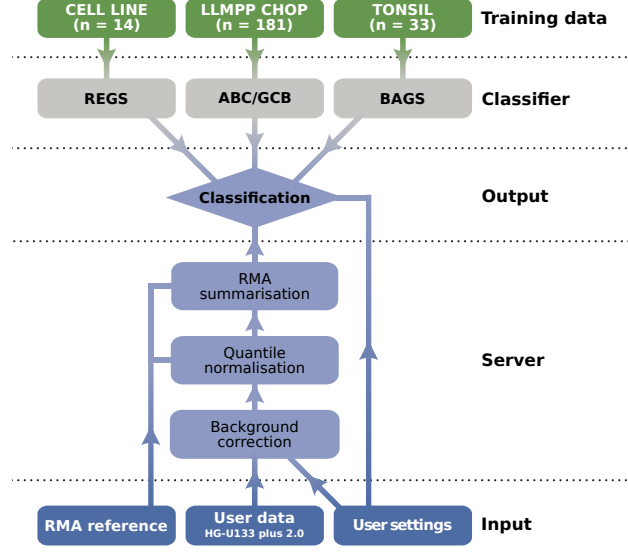 CELL LINE
(n = 14)
LLMPP CHOP
(n = 181)
TONSIL
(n = 33)
Training data
REGS
ABC/GCB
BAGS
Classifier
Classification
Output
RMA
summarisation
Quantile
normalisation
Server
Background
correction
RMA reference
User data
HG-U133 plus 2.0
User settings
Input